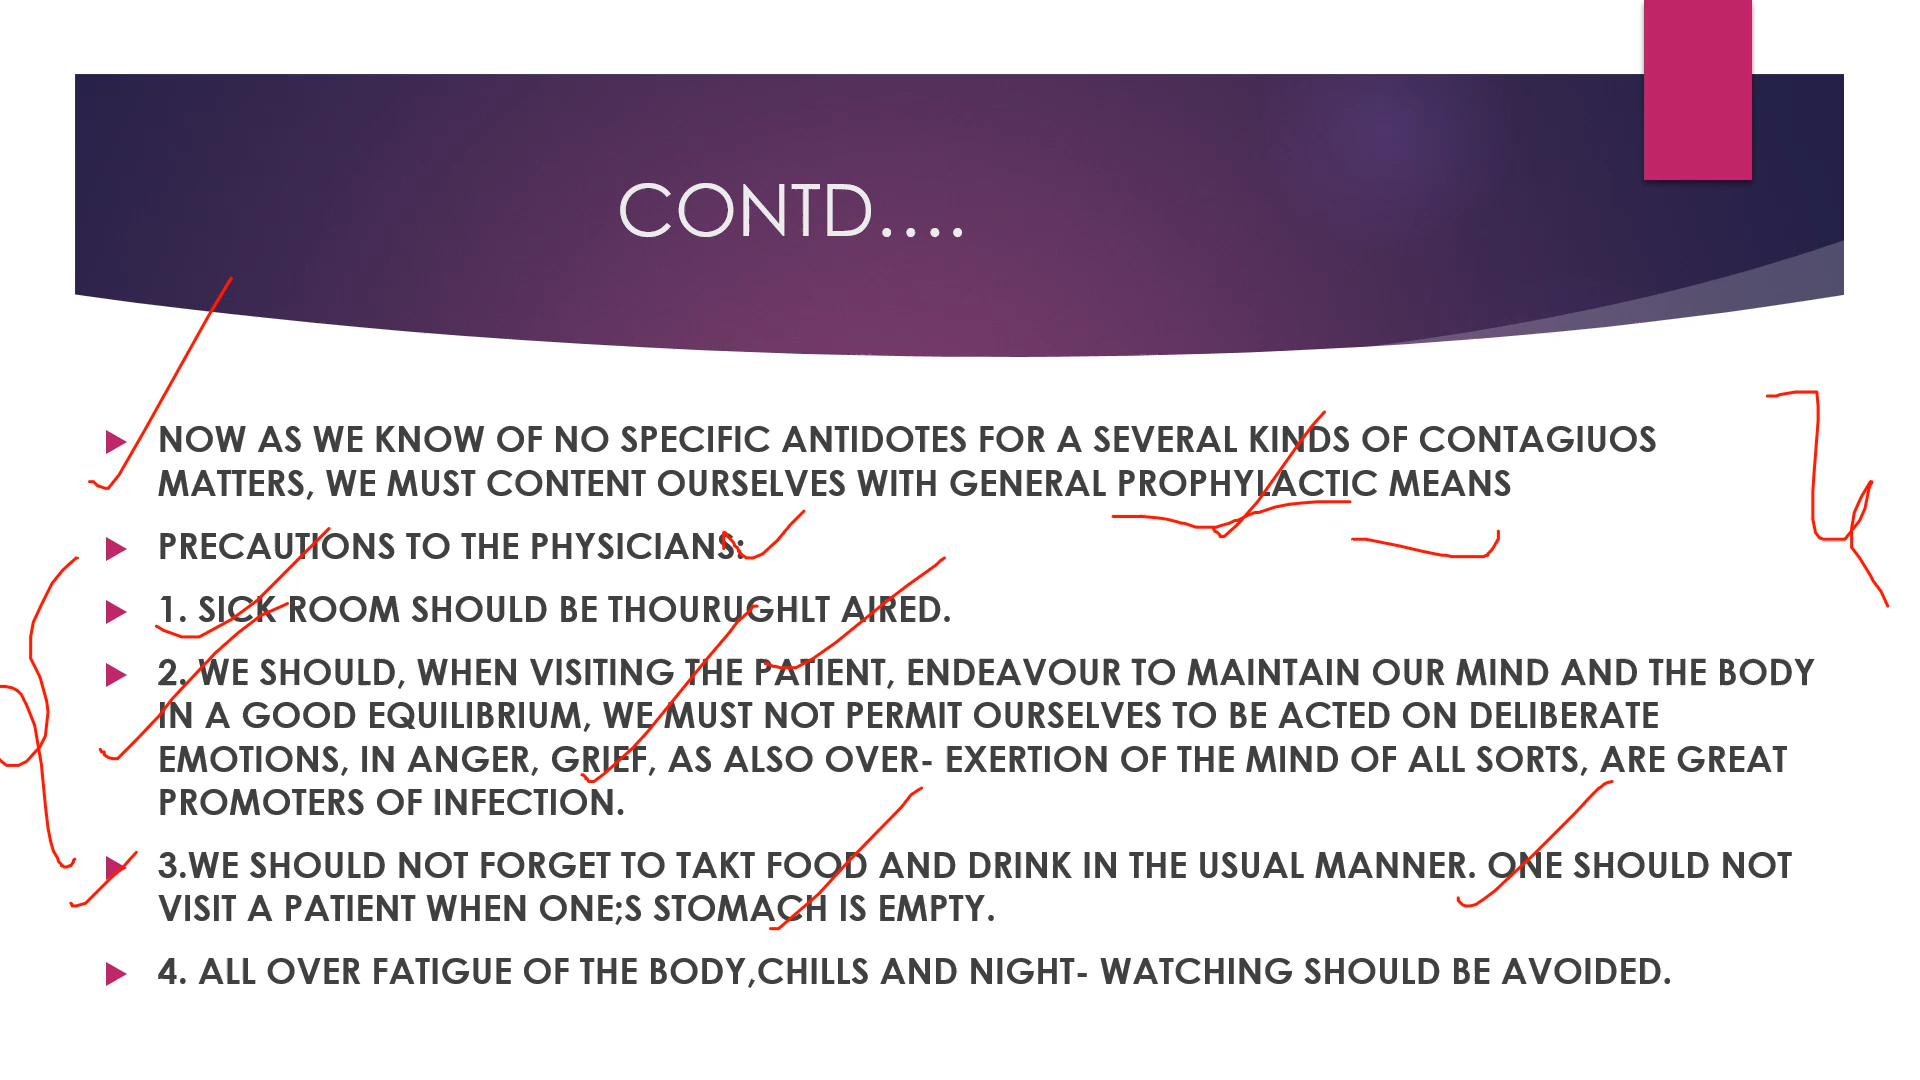 CONTD....
NOW AS WE KNOW OF NO SPECIFIC ANTIDOTES FOR A SEVERAL KINDS OF CONTAGIUOS
MATTERS, WE MUST CONTENT OURSELVES WITH GENERAL PROPHYLACTIC MEANS
PRECAUTIONS TO THE PHYSICIANS:
1. SICK ROOM SHOULD BE THOURUGHLT AIRED.
2. WE SHOULD, WHEN VISITING THE PATIENT, ENDEAVOUR TO MAINTAIN OUR MIND AND THE BODY
IN A GOOD EQUILIBRIUM, WE MUST NOT PERMIT OURSELVES TO BE ACTED ON DELIBERATE
EMOTIONS, IN ANGER, GRIEF, AS ALSO OVER- EXERTION OF THE MIND OF ALL SORTS, ARE GREAT
PROMOTERS OF INFECTION.
3.WE SHOULD NOT FORGET TO TAKT FOOD AND DRINK IN THE USUAL MANNER. ONE SHOULD NOT
VISIT A PATIENT WHEN ONE;S STOMACH IS EMPTY.
4. ALL OVER FATIGUE OF THE BODY,CHILLS AND NIGHT- WATCHING SHOULD BE AVOIDED.